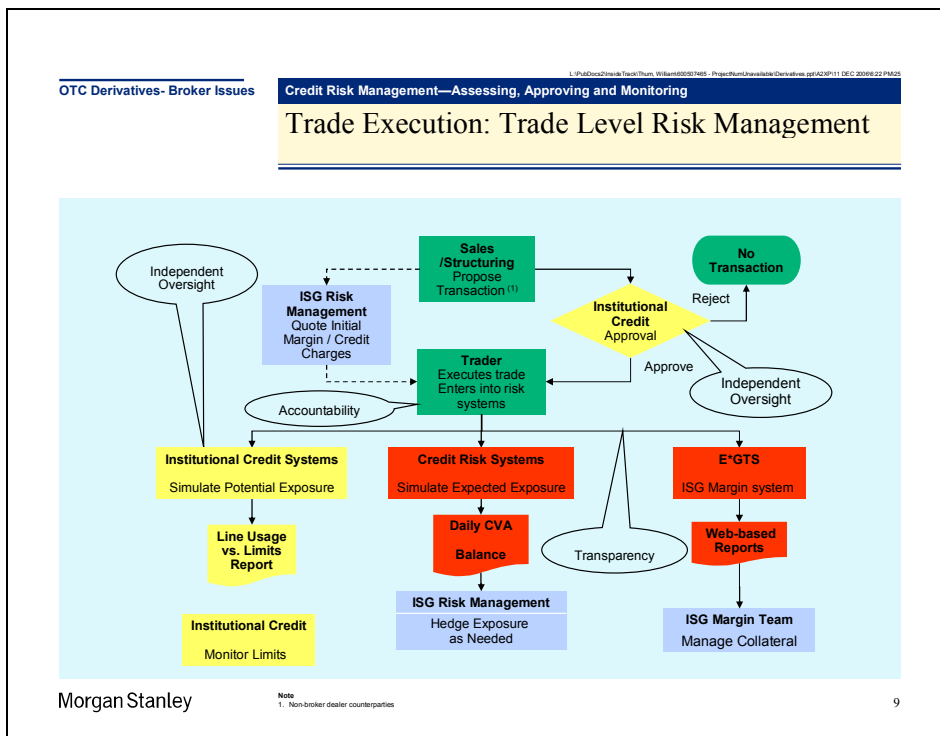 L:\PubDocs2\InsideTrack\Thum, William\600507465 - ProjectNumUnavailable\Derivatives.ppt\A2XP\11 DEC 2006\6:22 PM\25
OTC Derivatives- Broker Issues
Credit Risk Management—Assessing, Approving and Monitoring
Trade Execution: Trade Level Risk Management
Independent
Oversight
Sales
/Structuring
Propose
Transaction (1)
No
Transaction
ISG Risk
Management
Quote Initial
Margin / Credit
Charges
Institutional
Credit
Approval
Reject
Trader
Executes trade
Enters into risk
systems
Approve
Independent
Oversight
Accountability
Institutional Credit Systems
Simulate Potential Exposure
Credit Risk Systems
Simulate Expected Exposure
E*GTS
ISG Margin system
Line Usage
vs. Limits
Report
Daily CVA
Balance
Transparency
Web-based
Reports
Institutional Credit
Monitor Limits
ISG Risk Management
Hedge Exposure
as Needed
ISG Margin Team
Manage Collateral
Morgan Stanley
Note
1. Non-broker dealer counterparties
9